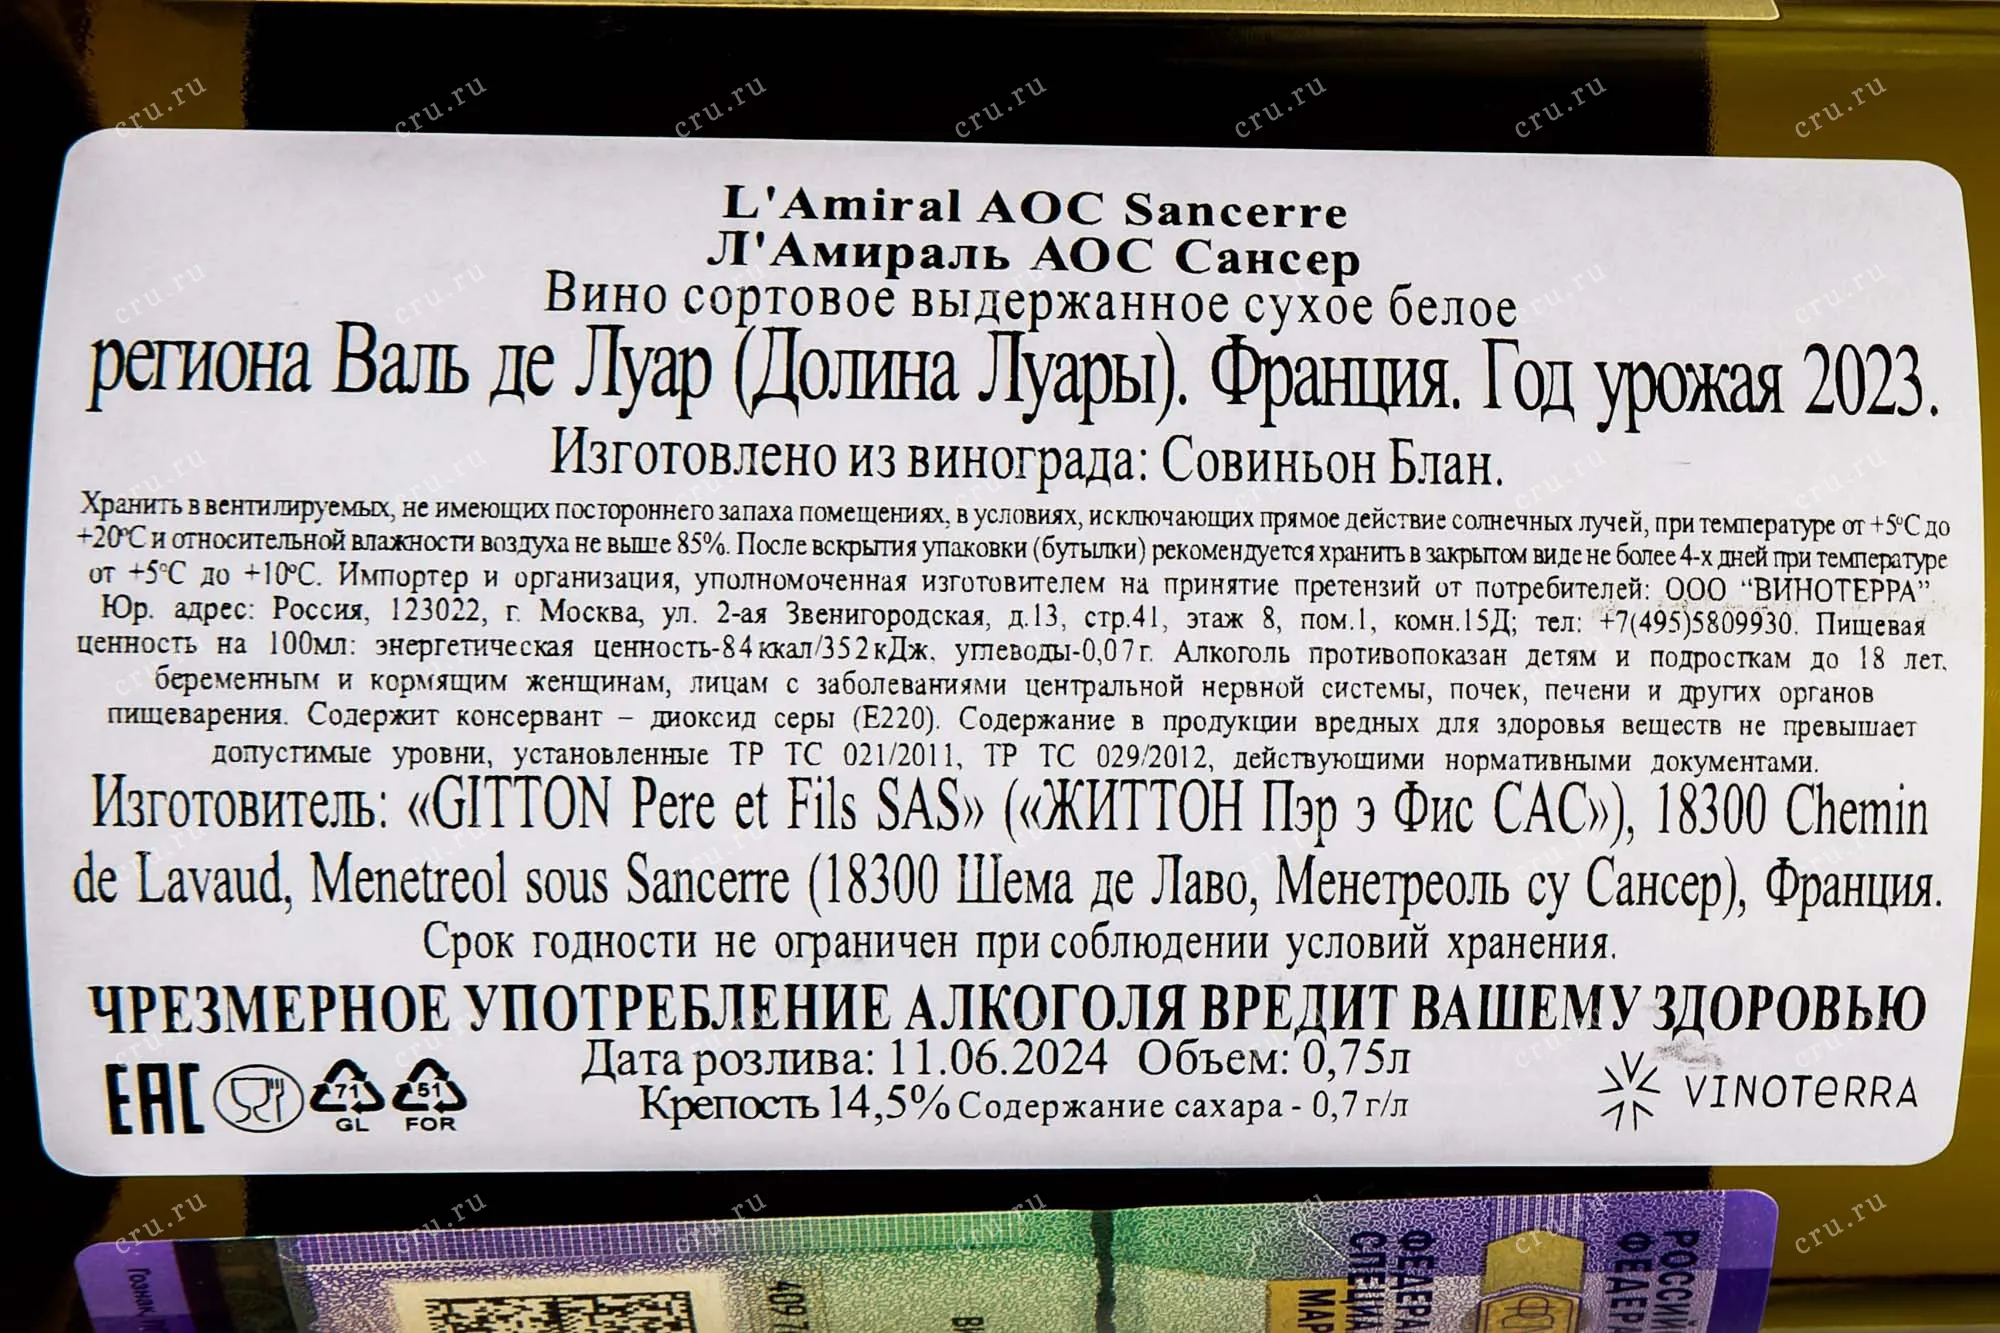 L'Amiral AOC Sancerre
Л'Амираль АОС Сансер
Вино сортовое выдержанное сухое белое
региона Валь де Луар (Долина Луары). Франция. Год урожая 2023.
Изготовлено из винограда: Совиньон Блан.
Хранить в вентилируемых, не имеющих постороннего запаха помещениях, в условиях, исключающих прямое действие солнечных лучей, при температуре от +5°С до
+20°С и относительной влажности воздуха не выше 85%. После вскрытия упаковки (бутылки) рекомендуется хранить в закрытом виде не более 4-х дней при температуре
от +5°С до +10°С. Импортер и организация, уполномоченная изготовителем на принятие претензий от потребителей: ООО “ВИНОТЕРРА”.
Юр. адрес: Россия, 123022, г. Москва, ул. 2-ая Звенигородская, д.13, стр.41, этаж 8, пом.1, комн.15Д; тел: +7(495)5809930. Пищевая
ценность на 100мл: энергетическая ценность-84ккал/352кДж, углеводы-0,07г. Алкоголь противопоказан детям и подросткам до 18 лет,
беременным и кормящим женщинам, лицам с заболеваниями центральной нервной системы, почек, печени и других органов
пищеварения. Содержит консервант – диоксид серы (Е220). Содержание в продукции вредных для здоровья веществ не превышает
допустимые уровни, установленные ТР ТС 021/2011, ТР ТС 029/2012, действующими нормативными документами.
Изготовитель: «GITTON Pere et Fils SAS» («ЖИТТОН Пэр э Фис САС»), 18300 Chemin
de Lavaud, Menetreol sous Sancerre (18300 Шема де Лаво, Менетреоль су Сансер), Франция.
Срок годности не ограничен при соблюдении условий хранения.
ЧРЕЗМЕРНОЕ УПОТРЕБЛЕНИЕ АЛКОГОЛЯ ВРЕДИТ ВАШЕМУ ЗДОРОВЬЮ
Дата розлива: 11.06.2024 Объем: 0,75л
Крепость 14,5% Содержание сахара - 0,7 г/л
EAC
71
GL
51
FOR
VINOTERRA
cru.ru